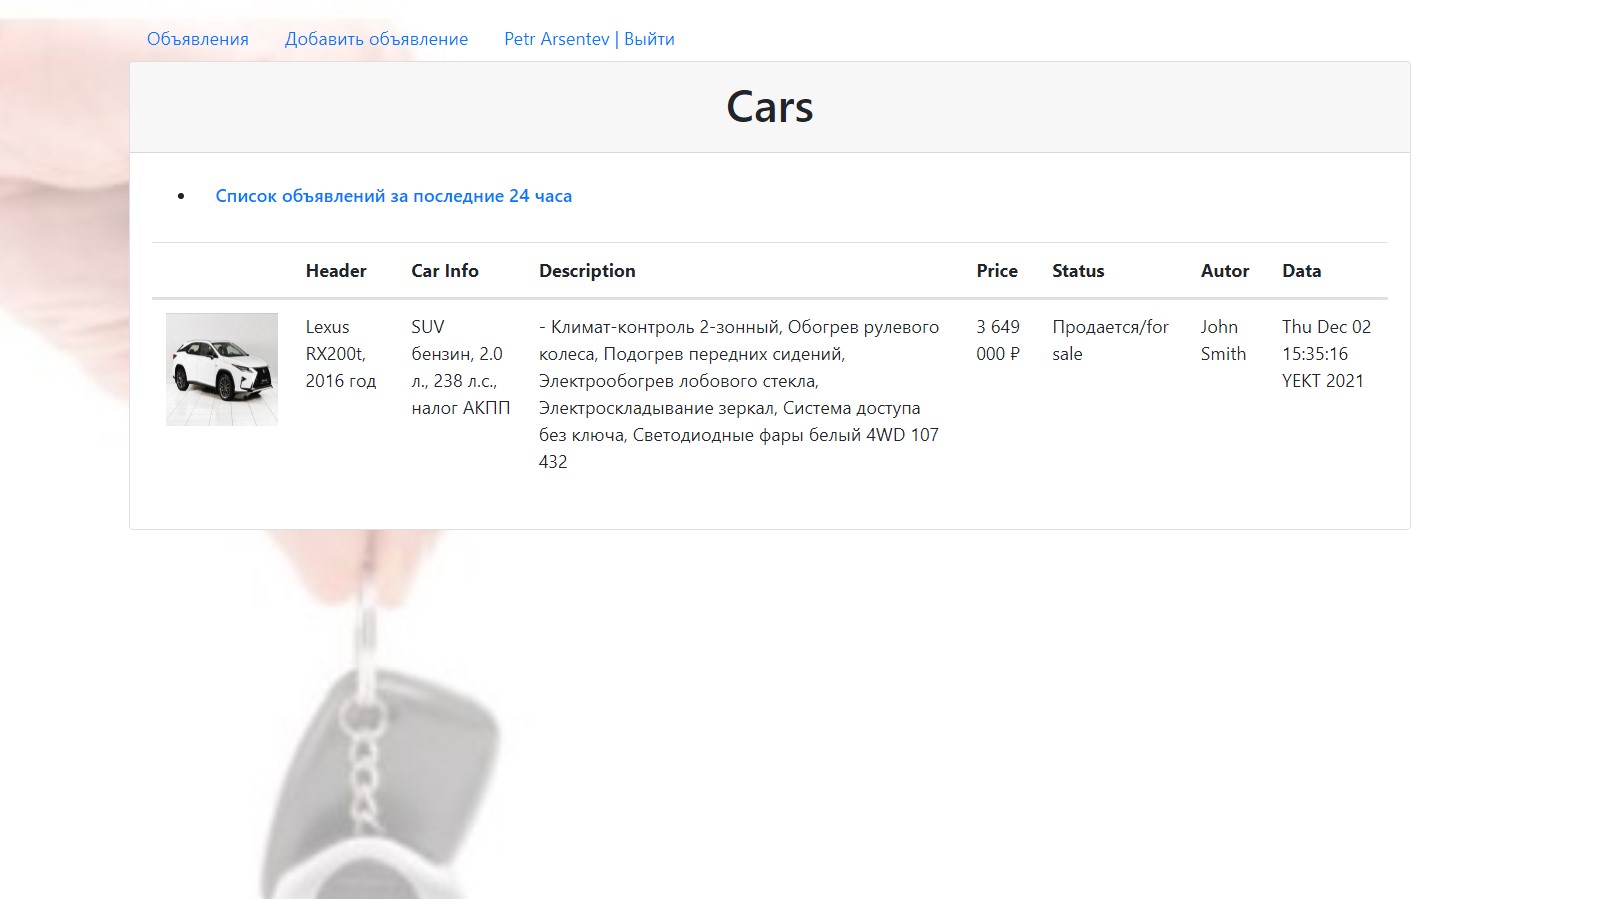 Объявления Добавить объявление Petr Arsentev | Выйти
Cars
Список объявлений за последние 24 часа
Header Car Info Description Price Status Autor Data
Lexus RX200t, 2016 год
SUV бензин, 2.0 л., 238 л.с., налог АКПП
- Климат-контроль 2-зонный, Обогрев рулевого
колеса, Подогрев передних сидений,
Электрообогрев лобового стекла,
Электроскладывание зеркал, Система доступа
без ключа, Светодиодные фары белый 4WD 107
432
3 649 000 ₽
Продается/for sale
John Smith
Thu Dec 02 15:35:16 YEKT 2021